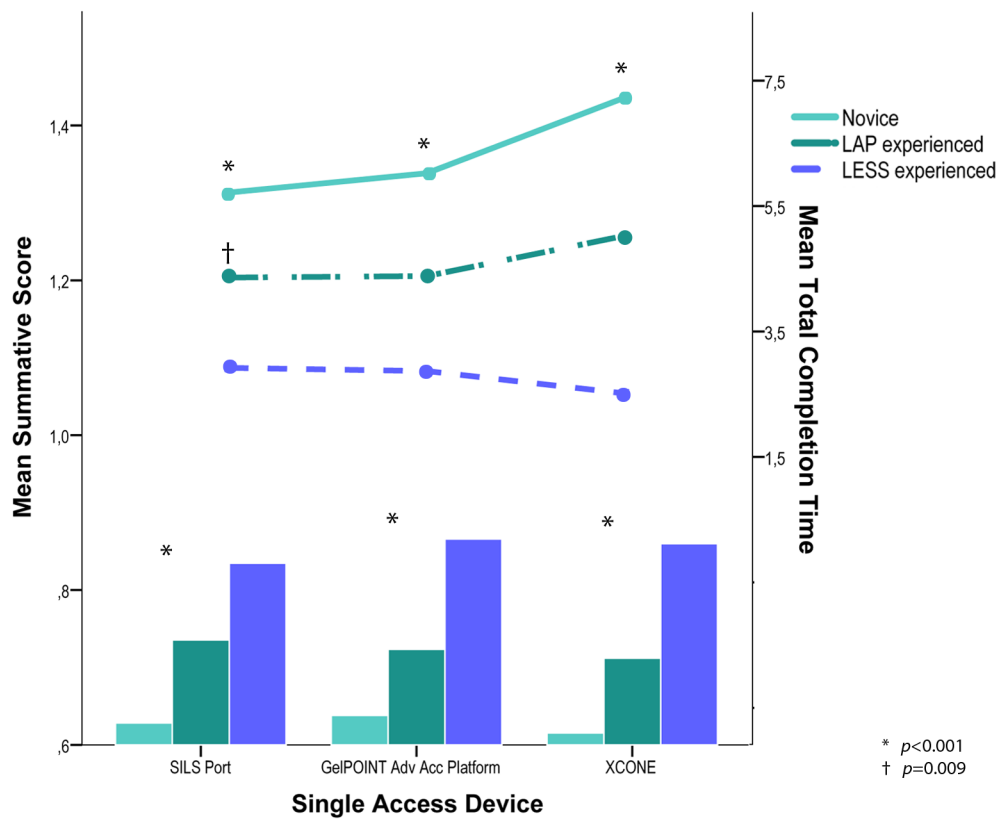 *
7,5
*
Novice
1,4
*
LAP experienced
LESS experienced
5,5
†
1,2
3,5
Mean Summative Score
Mean Total Completion Time
1,0
1,5
*
*
*
,8
,6
SILS Port
GelPOINT Adv Acc Platform
XCONE
Single Access Device
* p<0.001
† p=0.009